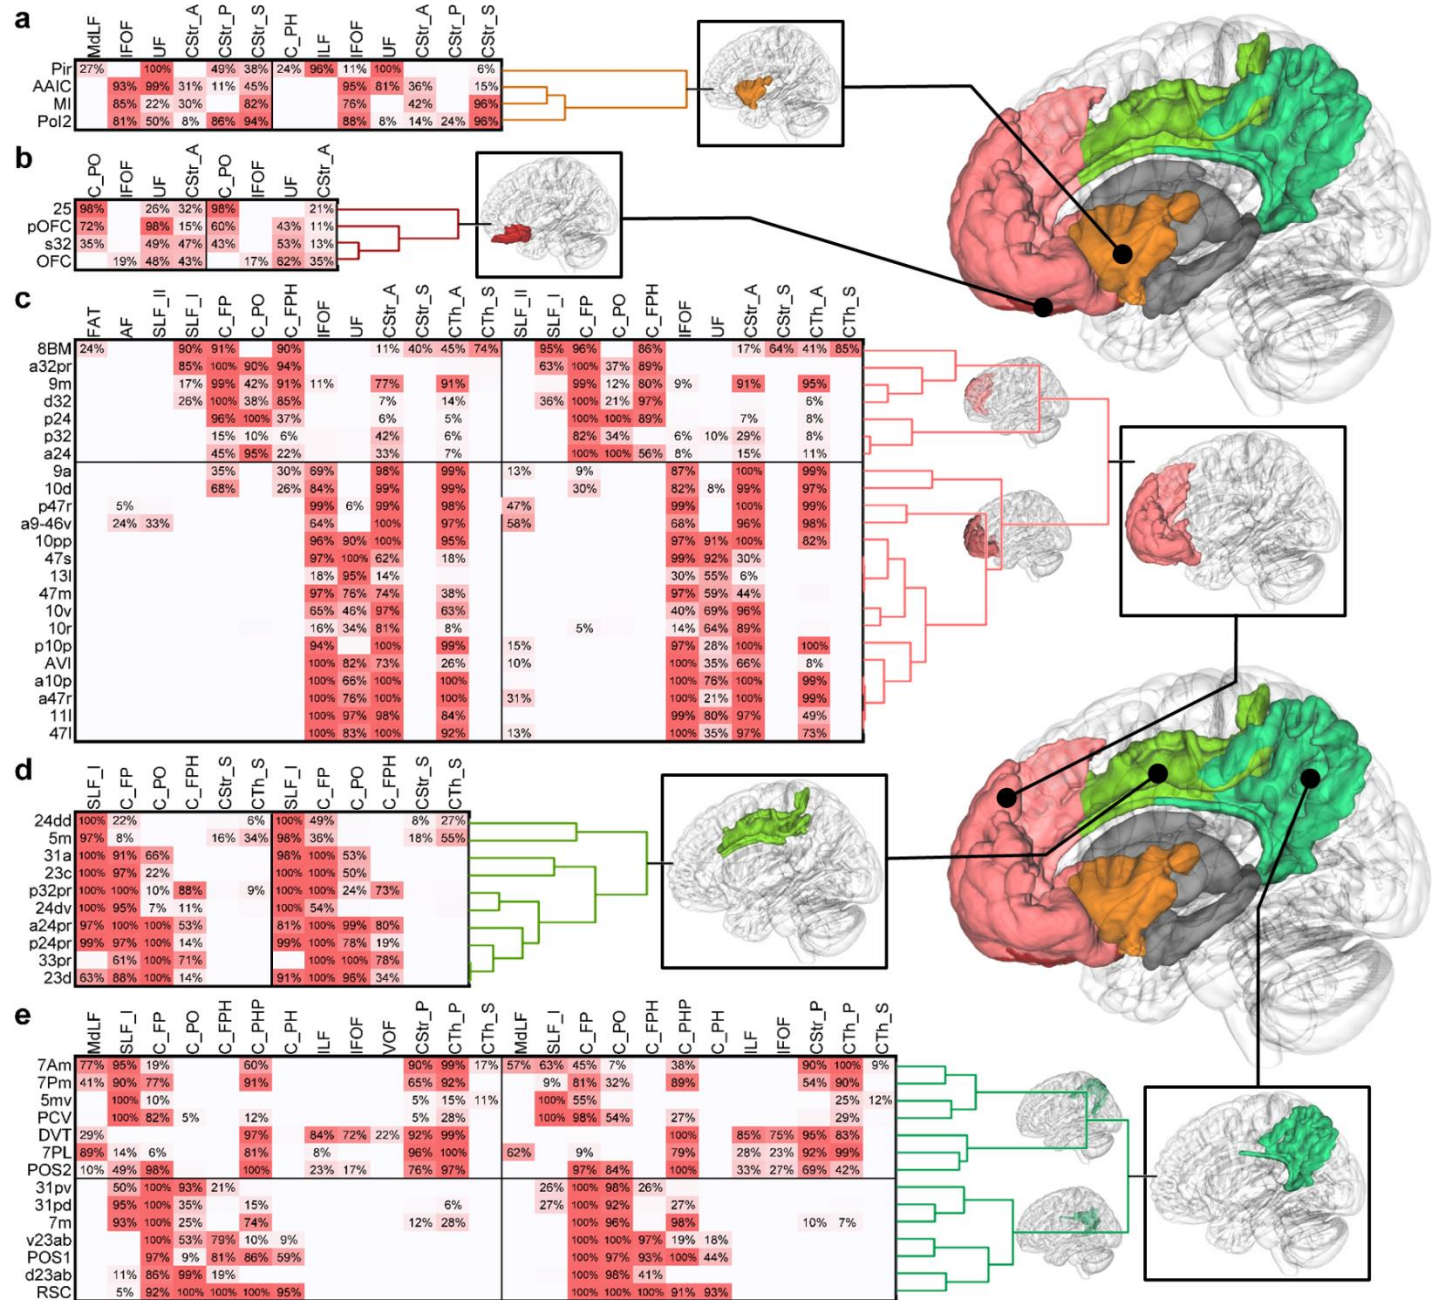 a
MdLF IFOF UF CStr_A CStr_P CStr_S C_PH ILF IFOF UF CStr_A CStr_P CStr_S
Pir 27% 100% 49% 38% 24% 96% 11% 100% 6%
AAIC 93% 99% 31% 11% 45% 95% 81% 36% 15%
MI 85% 22% 30% 82% 76% 42% 96%
PoI2 81% 50% 8% 86% 94% 88% 8% 14% 24% 96%
b
C_PO IFOF UF CStr_A C_PO IFOF UF CStr_A
25 98% 26% 32% 98% 21%
pOFC 72% 98% 15% 60% 43% 11%
s32 35% 49% 47% 43% 53% 13%
OFC 19% 48% 43% 17% 62% 35%
c
FAT AF SLF_II SLF_I C_FP C_PO C_FPH IFOF UF CStr_A CStr_S CTh_A CTh_S SLF_II SLF_I C_FP C_PO C_FPH IFOF UF CStr_A CStr_S CTh_A CTh_S
8BM 24% 90% 91% 90% 11% 40% 45% 74% 95% 96% 86% 17% 64% 41% 85%
a32pr 85% 100% 90% 94% 63% 100% 37% 89%
9m 17% 99% 42% 91% 11% 77% 91% 99% 12% 80% 9% 91% 95%
d32 26% 100% 38% 85% 7% 14% 36% 100% 21% 97% 6%
p24 96% 100% 37% 6% 5% 100% 100% 89% 7% 8%
p32 15% 10% 6% 42% 6% 82% 34% 6% 10% 29% 8%
a24 45% 95% 22% 33% 7% 100% 100% 56% 8% 15% 11%
9a 35% 30% 69% 98% 99% 13% 9% 87% 100% 99%
10d 68% 26% 84% 99% 99% 30% 82% 8% 99% 97%
p47r 5% 99% 6% 99% 98% 47% 99% 100% 99%
a9-46v 24% 33% 64% 100% 97% 58% 68% 96% 98%
10pp 96% 90% 100% 95% 97% 91% 100% 82%
47s 97% 100% 62% 18% 99% 92% 30%
13l 18% 95% 14% 30% 55% 6%
47m 97% 76% 74% 38% 97% 59% 44%
10v 65% 46% 97% 63% 40% 69% 96%
10r 16% 34% 81% 8% 5% 14% 64% 89%
p10p 94% 100% 99% 15% 97% 28% 100% 100%
AVI 100% 82% 73% 26% 10% 100% 35% 66% 8%
a10p 100% 66% 100% 100% 100% 76% 100% 99%
a47r 100% 76% 100% 100% 31% 100% 21% 100% 99%
11l 100% 97% 98% 84% 99% 80% 97% 49%
47l 100% 83% 100% 92% 13% 100% 35% 97% 73%
d
SLF_I C_FP C_PO C_FPH CStr_S CTh_S SLF_I C_FP C_PO C_FPH CStr_S CTh_S
24dd 100% 22% 6% 100% 49% 8% 27%
5m 97% 8% 16% 34% 98% 36% 18% 55%
31a 100% 91% 66% 98% 100% 53%
23c 100% 97% 22% 100% 100% 50%
p32pr 100% 100% 10% 88% 9% 100% 100% 24% 73%
24dv 100% 95% 7% 11% 100% 54%
a24pr 97% 100% 100% 53% 81% 100% 99% 80%
p24pr 99% 97% 100% 14% 99% 100% 78% 19%
33pr 61% 100% 71% 100% 100% 78%
23d 63% 88% 100% 14% 91% 100% 96% 34%
e
MdLF SLF_I C_FP C_PO C_FPH C_PHP C_PH ILF IFOF VOF CStr_P CTh_P CTh_S MdLF SLF_I C_FP C_PO C_FPH C_PHP C_PH ILF IFOF CStr_P CTh_P CTh_S
7Am 77% 95% 19% 60% 90% 99% 17% 57% 63% 45% 7% 38% 90% 100% 9%
7Pm 41% 90% 77% 91% 65% 92% 9% 81% 32% 89% 54% 90%
5mv 100% 10% 5% 15% 11% 100% 55% 25% 12%
PCV 100% 82% 5% 12% 5% 28% 100% 98% 54% 27% 29%
DVT 29% 97% 84% 72% 22% 92% 99% 100% 85% 75% 95% 83%
7PL 89% 14% 6% 81% 8% 96% 100% 62% 9% 79% 28% 23% 92% 99%
POS2 10% 49% 98% 100% 23% 17% 76% 97% 97% 84% 100% 33% 27% 69% 42%
31pv 50% 100% 93% 21% 26% 100% 98% 26%
31pd 95% 100% 35% 15% 6% 27% 100% 92% 27%
7m 93% 100% 25% 74% 12% 28% 100% 96% 98% 10% 7%
v23ab 100% 53% 79% 10% 9% 100% 100% 97% 19% 18%
POS1 97% 9% 81% 86% 59% 100% 97% 93% 100% 44%
d23ab 11% 86% 99% 19% 100% 98% 41%
RSC 5% 92% 100% 100% 100% 95% 100% 100% 100% 91% 93%